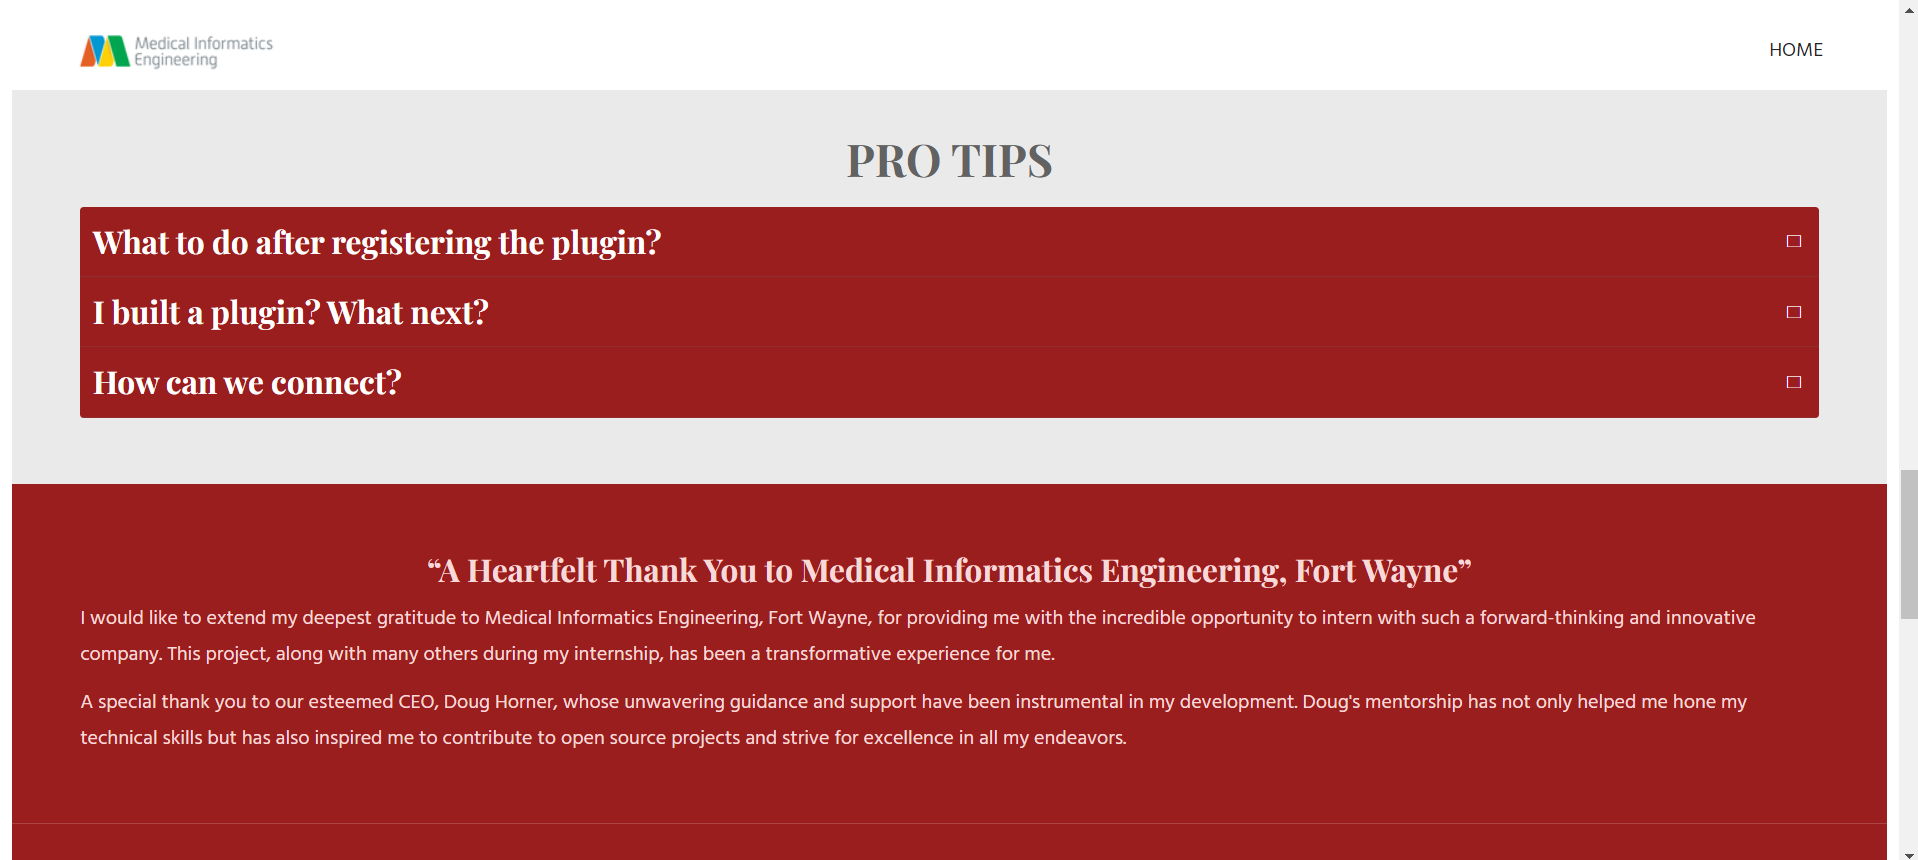 Medical Informatics
Engineering
HOME
PRO TIPS
What to do after registering the plugin?
I built a plugin? What next?
How can we connect?
“A Heartfelt Thank You to Medical Informatics Engineering, Fort Wayne”
I would like to extend my deepest gratitude to Medical Informatics Engineering, Fort Wayne, for providing me with the incredible opportunity to intern with such a forward-thinking and innovative
company. This project, along with many others during my internship, has been a transformative experience for me.
A special thank you to our esteemed CEO, Doug Horner, whose unwavering guidance and support have been instrumental in my development. Doug's mentorship has not only helped me hone my
technical skills but has also inspired me to contribute to open source projects and strive for excellence in all my endeavors.